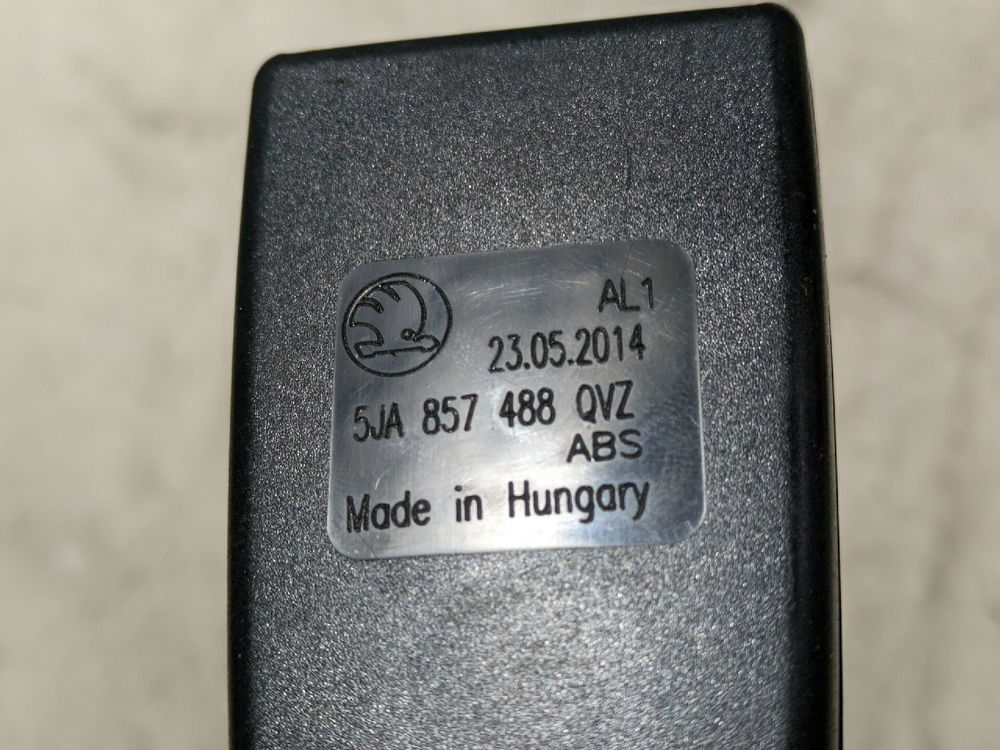 AL1
23.05.2014
5JA 857 488 QVZ
ABS
Made in Hungary